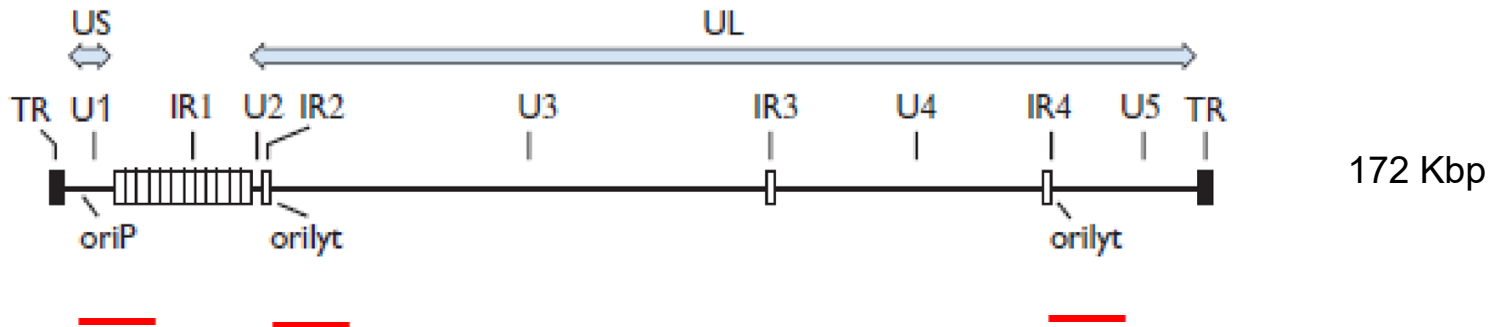 US UL
TR U1 IR1 U2 IR2 U3 IR3 U4 IR4 U5 TR
172 Kbp
oriP orilyt orilyt